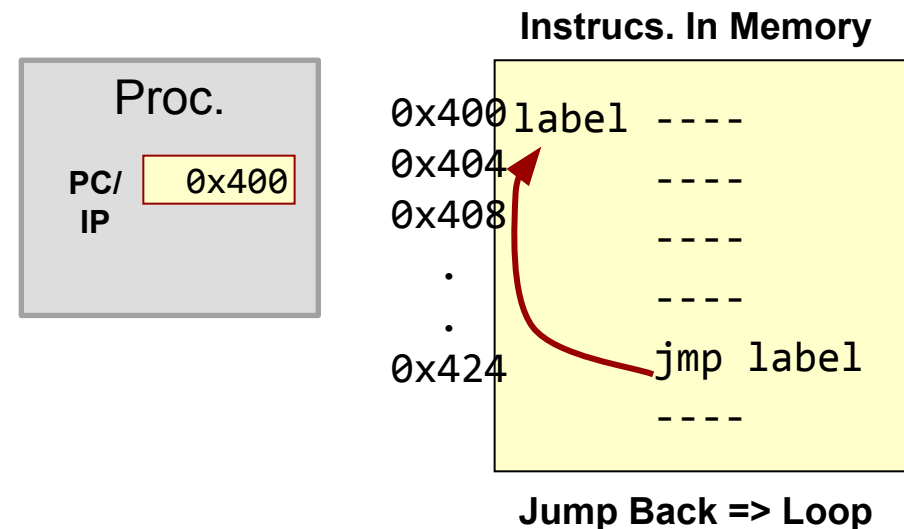 Instrucs. In Memory
Proc.
PC/ 0x400
IP
0x400 label ----
0x404 ----
0x408 ----
.
----
.
0x424 jmp label
----
Jump Back => Loop